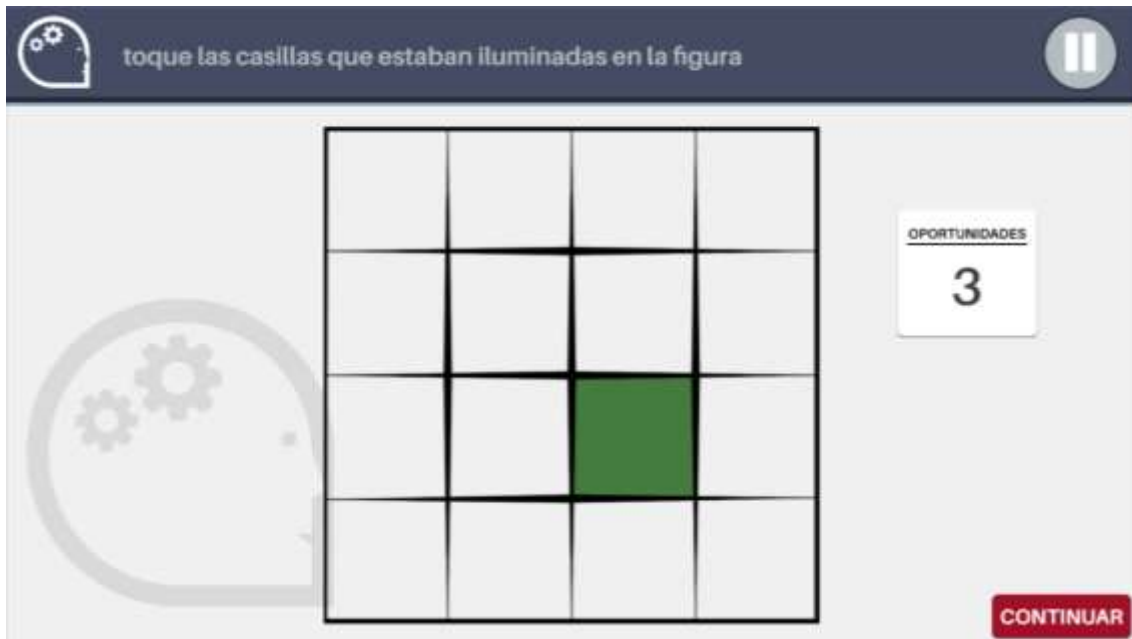 toque las casillas que estaban iluminadas en la figura
OPORTUNIDADES
3
CONTINUAR